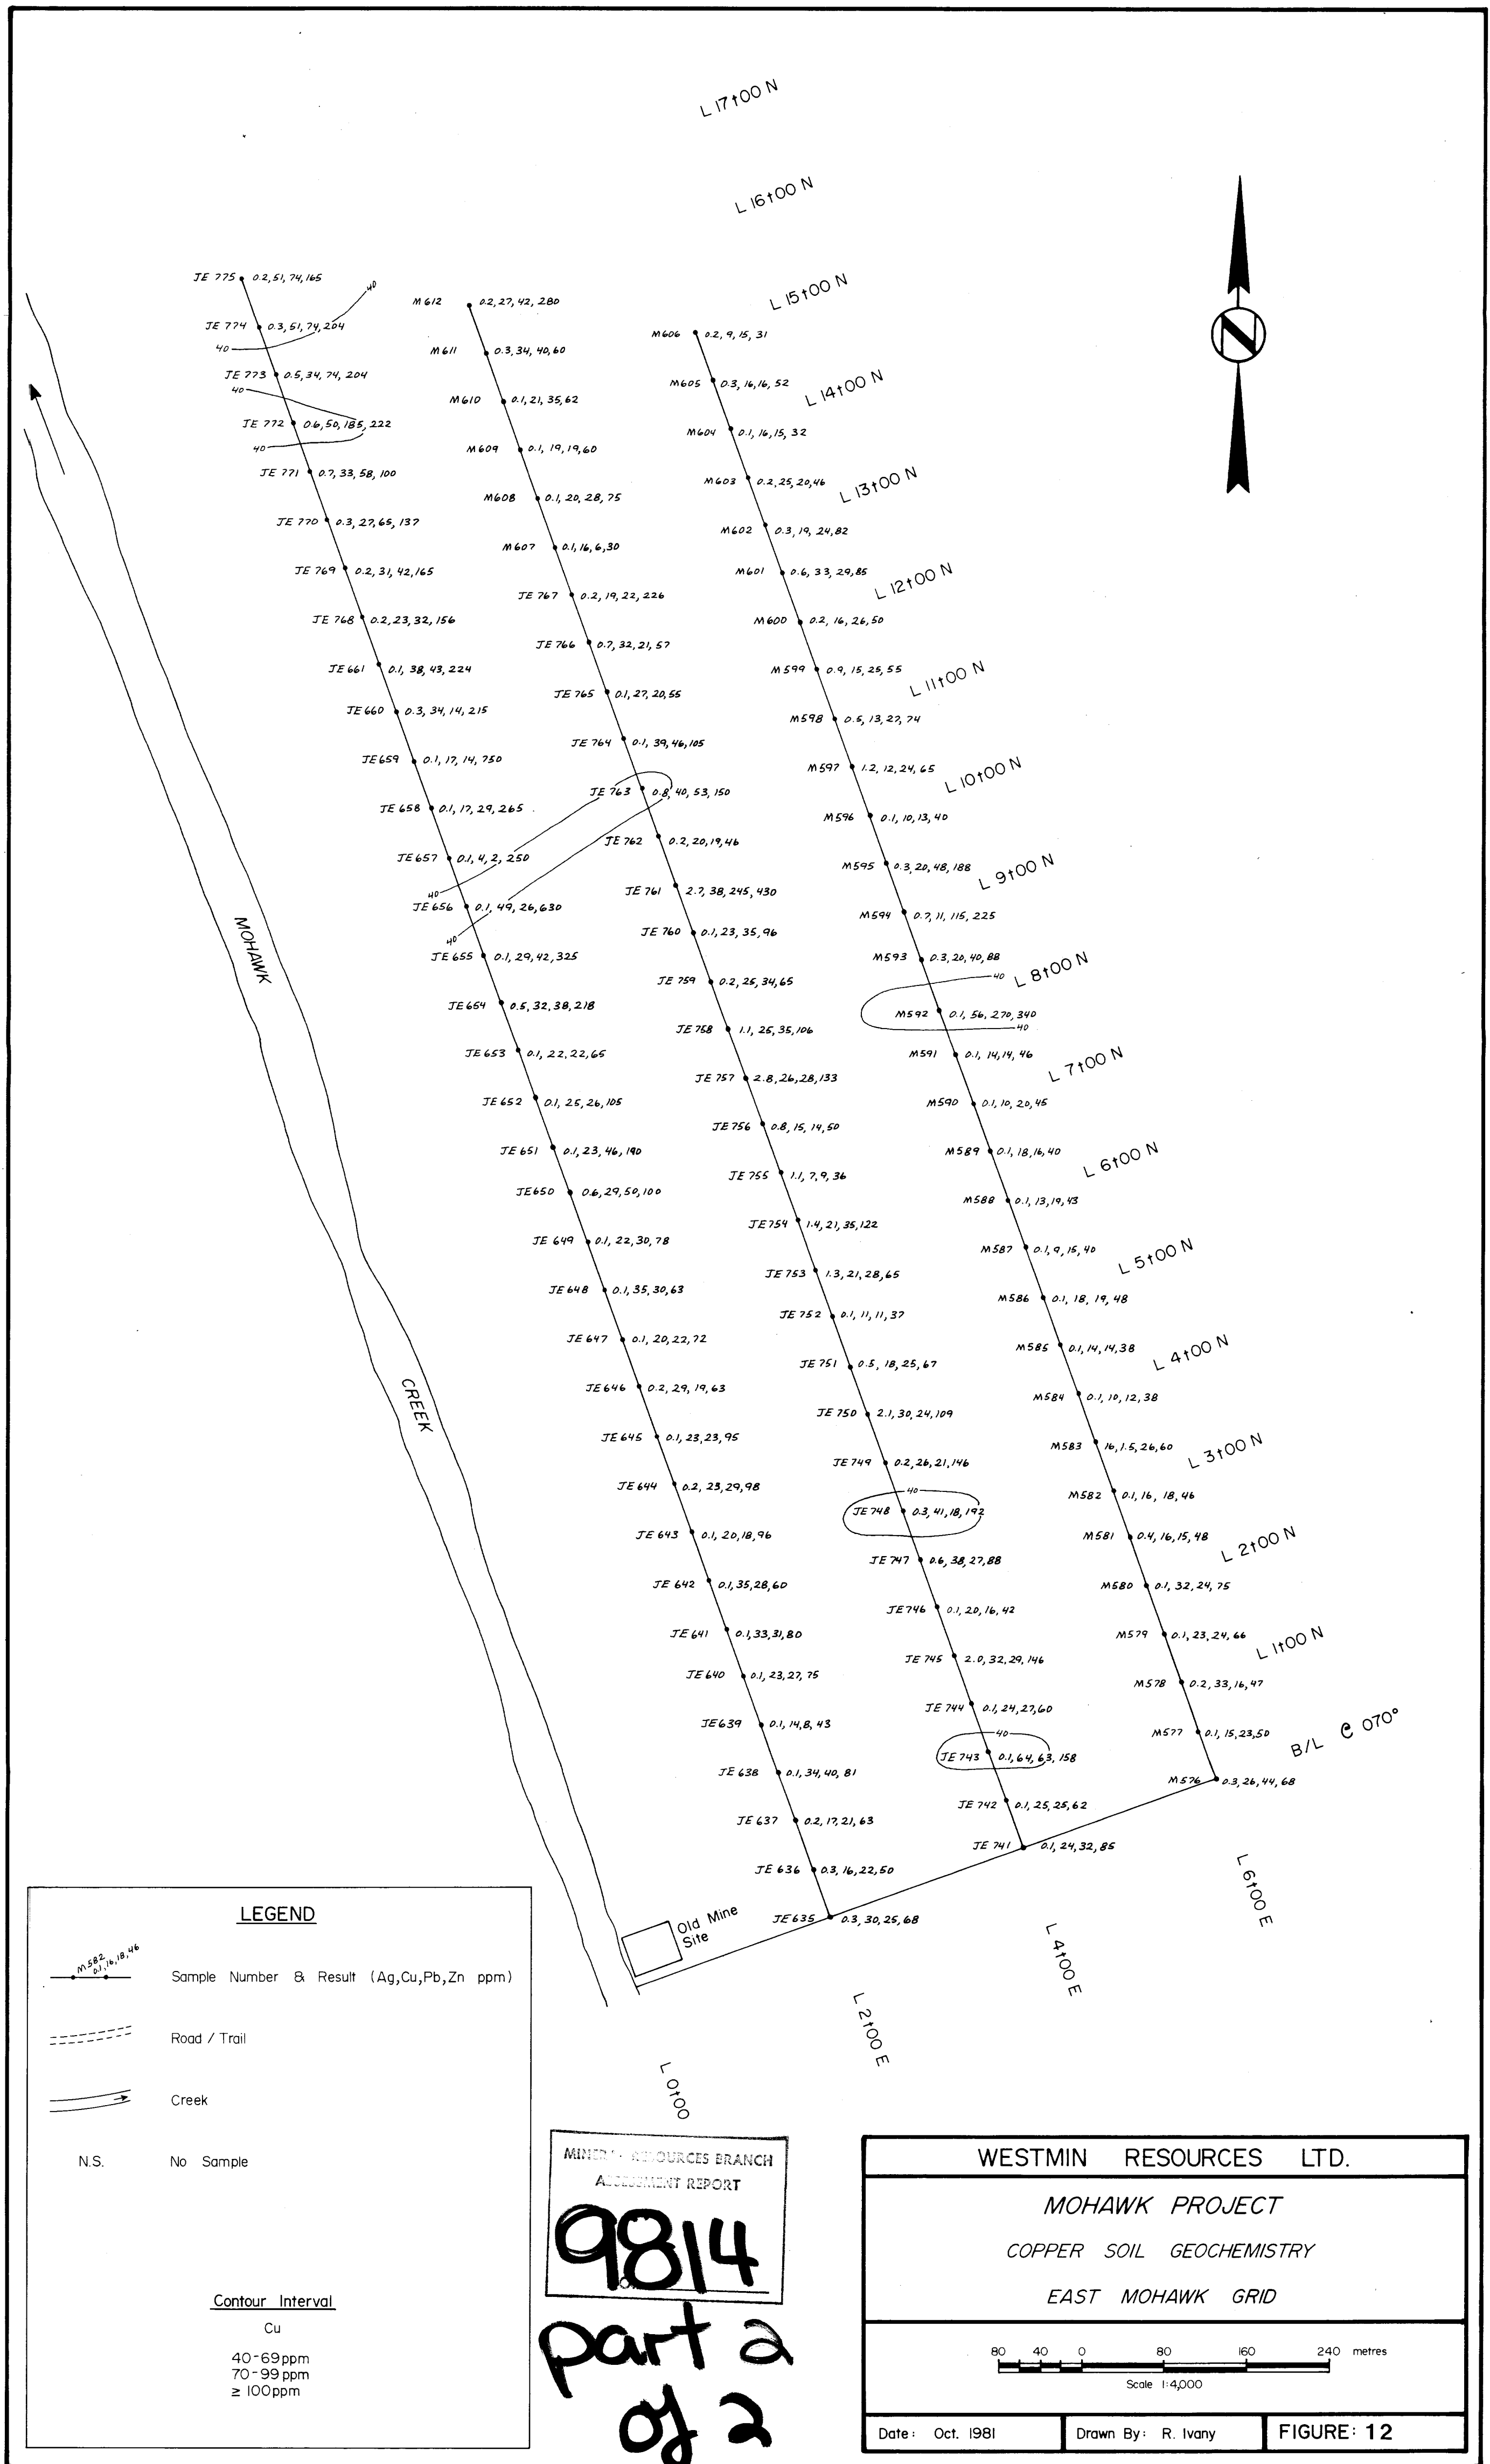 L 17+00 N
L 16+00 N
L 15+00 N
L 14+00 N
L 13+00 N
L 12+00 N
L 11+00 N
L 10+00 N
L 9+00 N
L 8+00 N
L 7+00 N
L 6+00 N
L 5+00 N
L 4+00 N
L 3+00 N
L 2+00 N
L 1+00 N
B/L @ 070°
N
JE 775 0.2, 51, 74, 165
40
JE 774 0.3, 51, 74, 204
40
JE 773 0.5, 34, 74, 204
40
JE 772 0.6, 50, 185, 222
40
JE 771 0.7, 33, 58, 100
JE 770 0.3, 27, 65, 137
JE 769 0.2, 31, 42, 165
JE 768 0.2, 23, 32, 156
JE 661 0.1, 38, 43, 224
JE 660 0.3, 34, 14, 215
JE 659 0.1, 17, 14, 750
JE 658 0.1, 17, 29, 265
JE 657 0.1, 4, 2, 250
40
JE 656 0.1, 49, 26, 630
40
JE 655 0.1, 29, 42, 325
JE 654 0.5, 32, 38, 218
JE 653 0.1, 22, 22, 65
JE 652 0.1, 25, 26, 105
JE 651 0.1, 23, 46, 190
JE 650 0.6, 29, 50, 100
JE 649 0.1, 22, 30, 78
JE 648 0.1, 35, 30, 63
JE 647 0.1, 20, 22, 72
JE 646 0.2, 29, 19, 63
JE 645 0.1, 23, 23, 95
JE 644 0.2, 23, 29, 98
JE 643 0.1, 20, 18, 96
JE 642 0.1, 35, 28, 60
JE 641 0.1, 33, 31, 80
JE 640 0.1, 23, 27, 75
JE 639 0.1, 14, 8, 43
JE 638 0.1, 34, 40, 81
JE 637 0.2, 17, 21, 63
JE 636 0.3, 16, 22, 50
JE 635 0.3, 30, 25, 68
M 612 0.2, 27, 42, 280
M 611 0.3, 34, 40, 60
M 610 0.1, 21, 35, 62
M 609 0.1, 19, 19, 60
M 608 0.1, 20, 28, 75
M 607 0.1, 16, 6, 30
JE 767 0.2, 19, 22, 226
JE 766 0.7, 32, 21, 57
JE 765 0.1, 27, 20, 55
JE 764 0.1, 39, 46, 105
JE 763 0.8, 40, 53, 150
JE 762 0.2, 20, 19, 46
JE 761 2.7, 38, 245, 430
JE 760 0.1, 23, 35, 96
JE 759 0.2, 25, 34, 65
JE 758 1.1, 25, 35, 106
JE 757 2.8, 26, 28, 133
JE 756 0.8, 15, 14, 50
JE 755 1.1, 7, 9, 36
JE 754 1.4, 21, 35, 122
JE 753 1.3, 21, 28, 65
JE 752 0.1, 11, 11, 37
JE 751 0.5, 18, 25, 67
JE 750 2.1, 30, 24, 109
JE 749 0.2, 26, 21, 146
40
JE 748 0.3, 41, 18, 192
JE 747 0.6, 38, 27, 88
JE 746 0.1, 20, 16, 42
JE 745 2.0, 32, 29, 146
JE 744 0.1, 24, 27, 60
40
JE 743 0.1, 64, 63, 158
JE 742 0.1, 25, 25, 62
JE 741 0.1, 24, 32, 85
M606 0.2, 9, 15, 31
M605 0.3, 16, 16, 52
M604 0.1, 16, 15, 32
M603 0.2, 25, 20, 46
M602 0.3, 19, 24, 82
M601 0.6, 33, 29, 85
M600 0.2, 16, 26, 50
M599 0.9, 15, 25, 55
M598 0.5, 13, 27, 74
M597 1.2, 12, 24, 65
M596 0.1, 10, 13, 40
M595 0.3, 20, 48, 188
M594 0.7, 11, 115, 225
M593 0.3, 20, 40, 88
40
M592 0.1, 56, 270, 340
40
M591 0.1, 14, 14, 46
M590 0.1, 10, 20, 45
M589 0.1, 18, 16, 40
M588 0.1, 13, 19, 43
M587 0.1, 9, 15, 40
M586 0.1, 18, 19, 48
M585 0.1, 14, 14, 38
M584 0.1, 10, 12, 38
M583 16, 1.5, 26, 60
M582 0.1, 16, 18, 46
M581 0.4, 16, 15, 48
M580 0.1, 32, 24, 75
M579 0.1, 23, 24, 66
M578 0.2, 33, 16, 47
M577 0.1, 15, 23, 50
M576 0.3, 26, 44, 68
MOHAWK
CREEK
Old Mine
Site
L 0+00
L 2+00 E
L 4+00 E
L 6+00 E
LEGEND
M582
0.1, 16, 18, 46
Sample Number & Result (Ag,Cu,Pb,Zn ppm)
Road / Trail
Creek
N.S. No Sample
Contour Interval
Cu
40-69ppm
70-99ppm
≥ 100ppm
MINERAL RESOURCES BRANCH
ASSESSMENT REPORT
9814
part 2
of 2
WESTMIN RESOURCES LTD.
MOHAWK PROJECT
COPPER SOIL GEOCHEMISTRY
EAST MOHAWK GRID
80 40 0 80 160 240 metres
Scale 1:4,000
Date: Oct. 1981
Drawn By: R. Ivany
FIGURE: 12